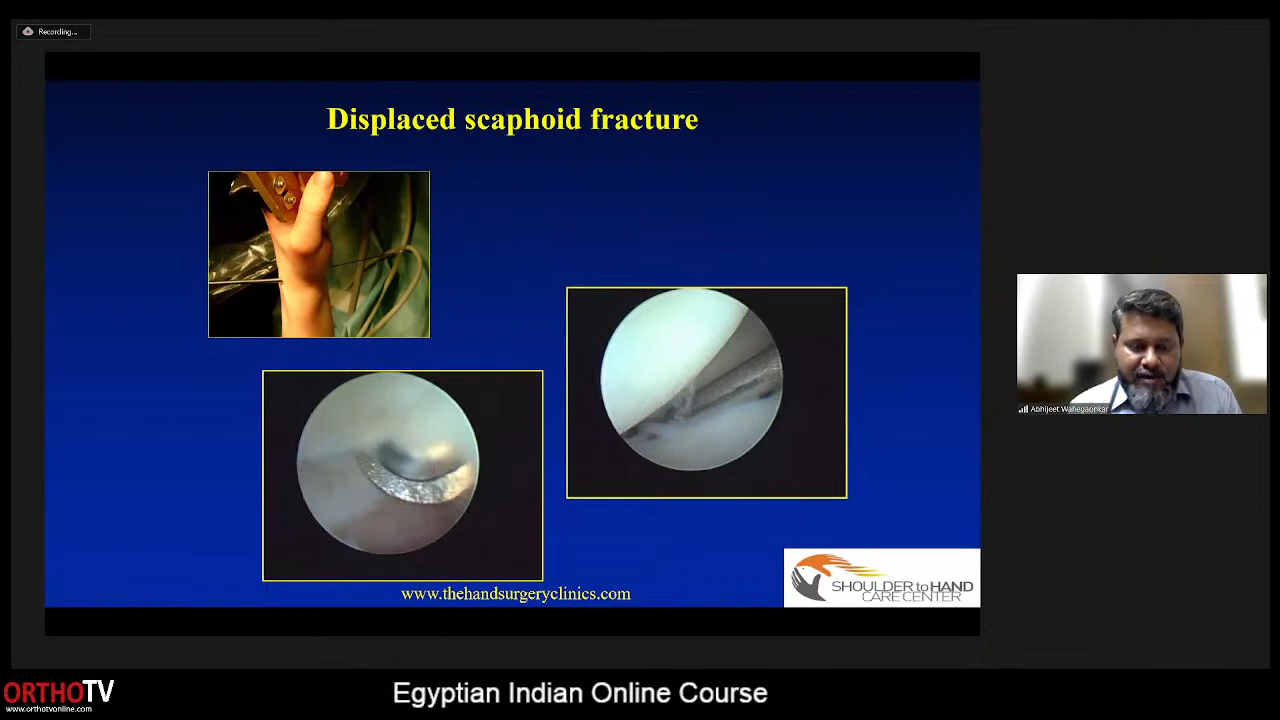 Recording...
Displaced scaphoid fracture
Abhijeet Wahegaonkar
www.thehandsurgeryclinics.com
SHOULDER to HAND
CARE CENTER
ORTHOTV
www.orthotvonline.com
Egyptian Indian Online Course